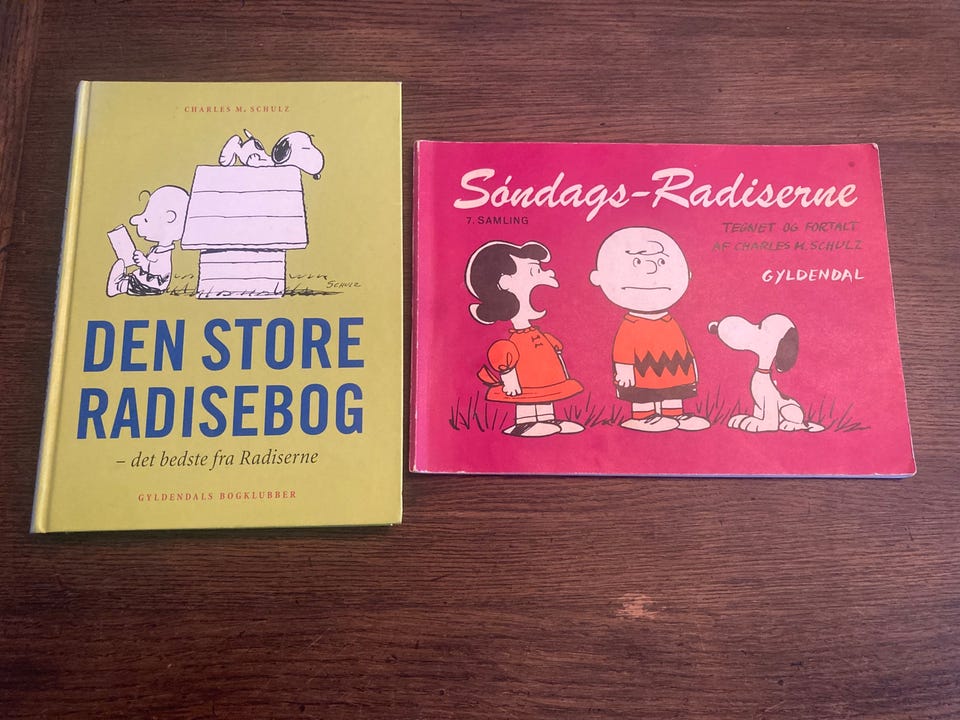 CHARLES M. SCHULZ
SCHULZ
DEN STORE
RADISEBOG
– det bedste fra Radiserne
GYLDENDALS BOGKLUBBER
Sóndags-Radiserne
7. SAMLING
TEGNET OG FORTALT
AF CHARLES M. SCHULZ
GYLDENDAL